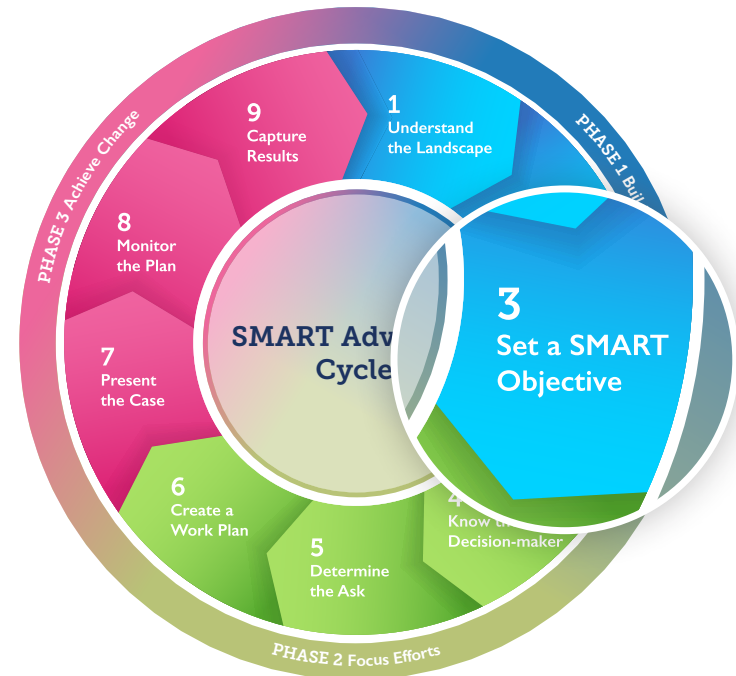 PHASE 1
1
Understand
the Landscape
3
Set a SMART
Objective
4
Know
Decision-maker
PHASE 2 Focus Efforts
5
Determine
the Ask
6
Create a
Work Plan
PHASE 3 Achieve Change
7
Present
the Case
8
Monitor
the Plan
9
Capture
Results
SMART
Cycle